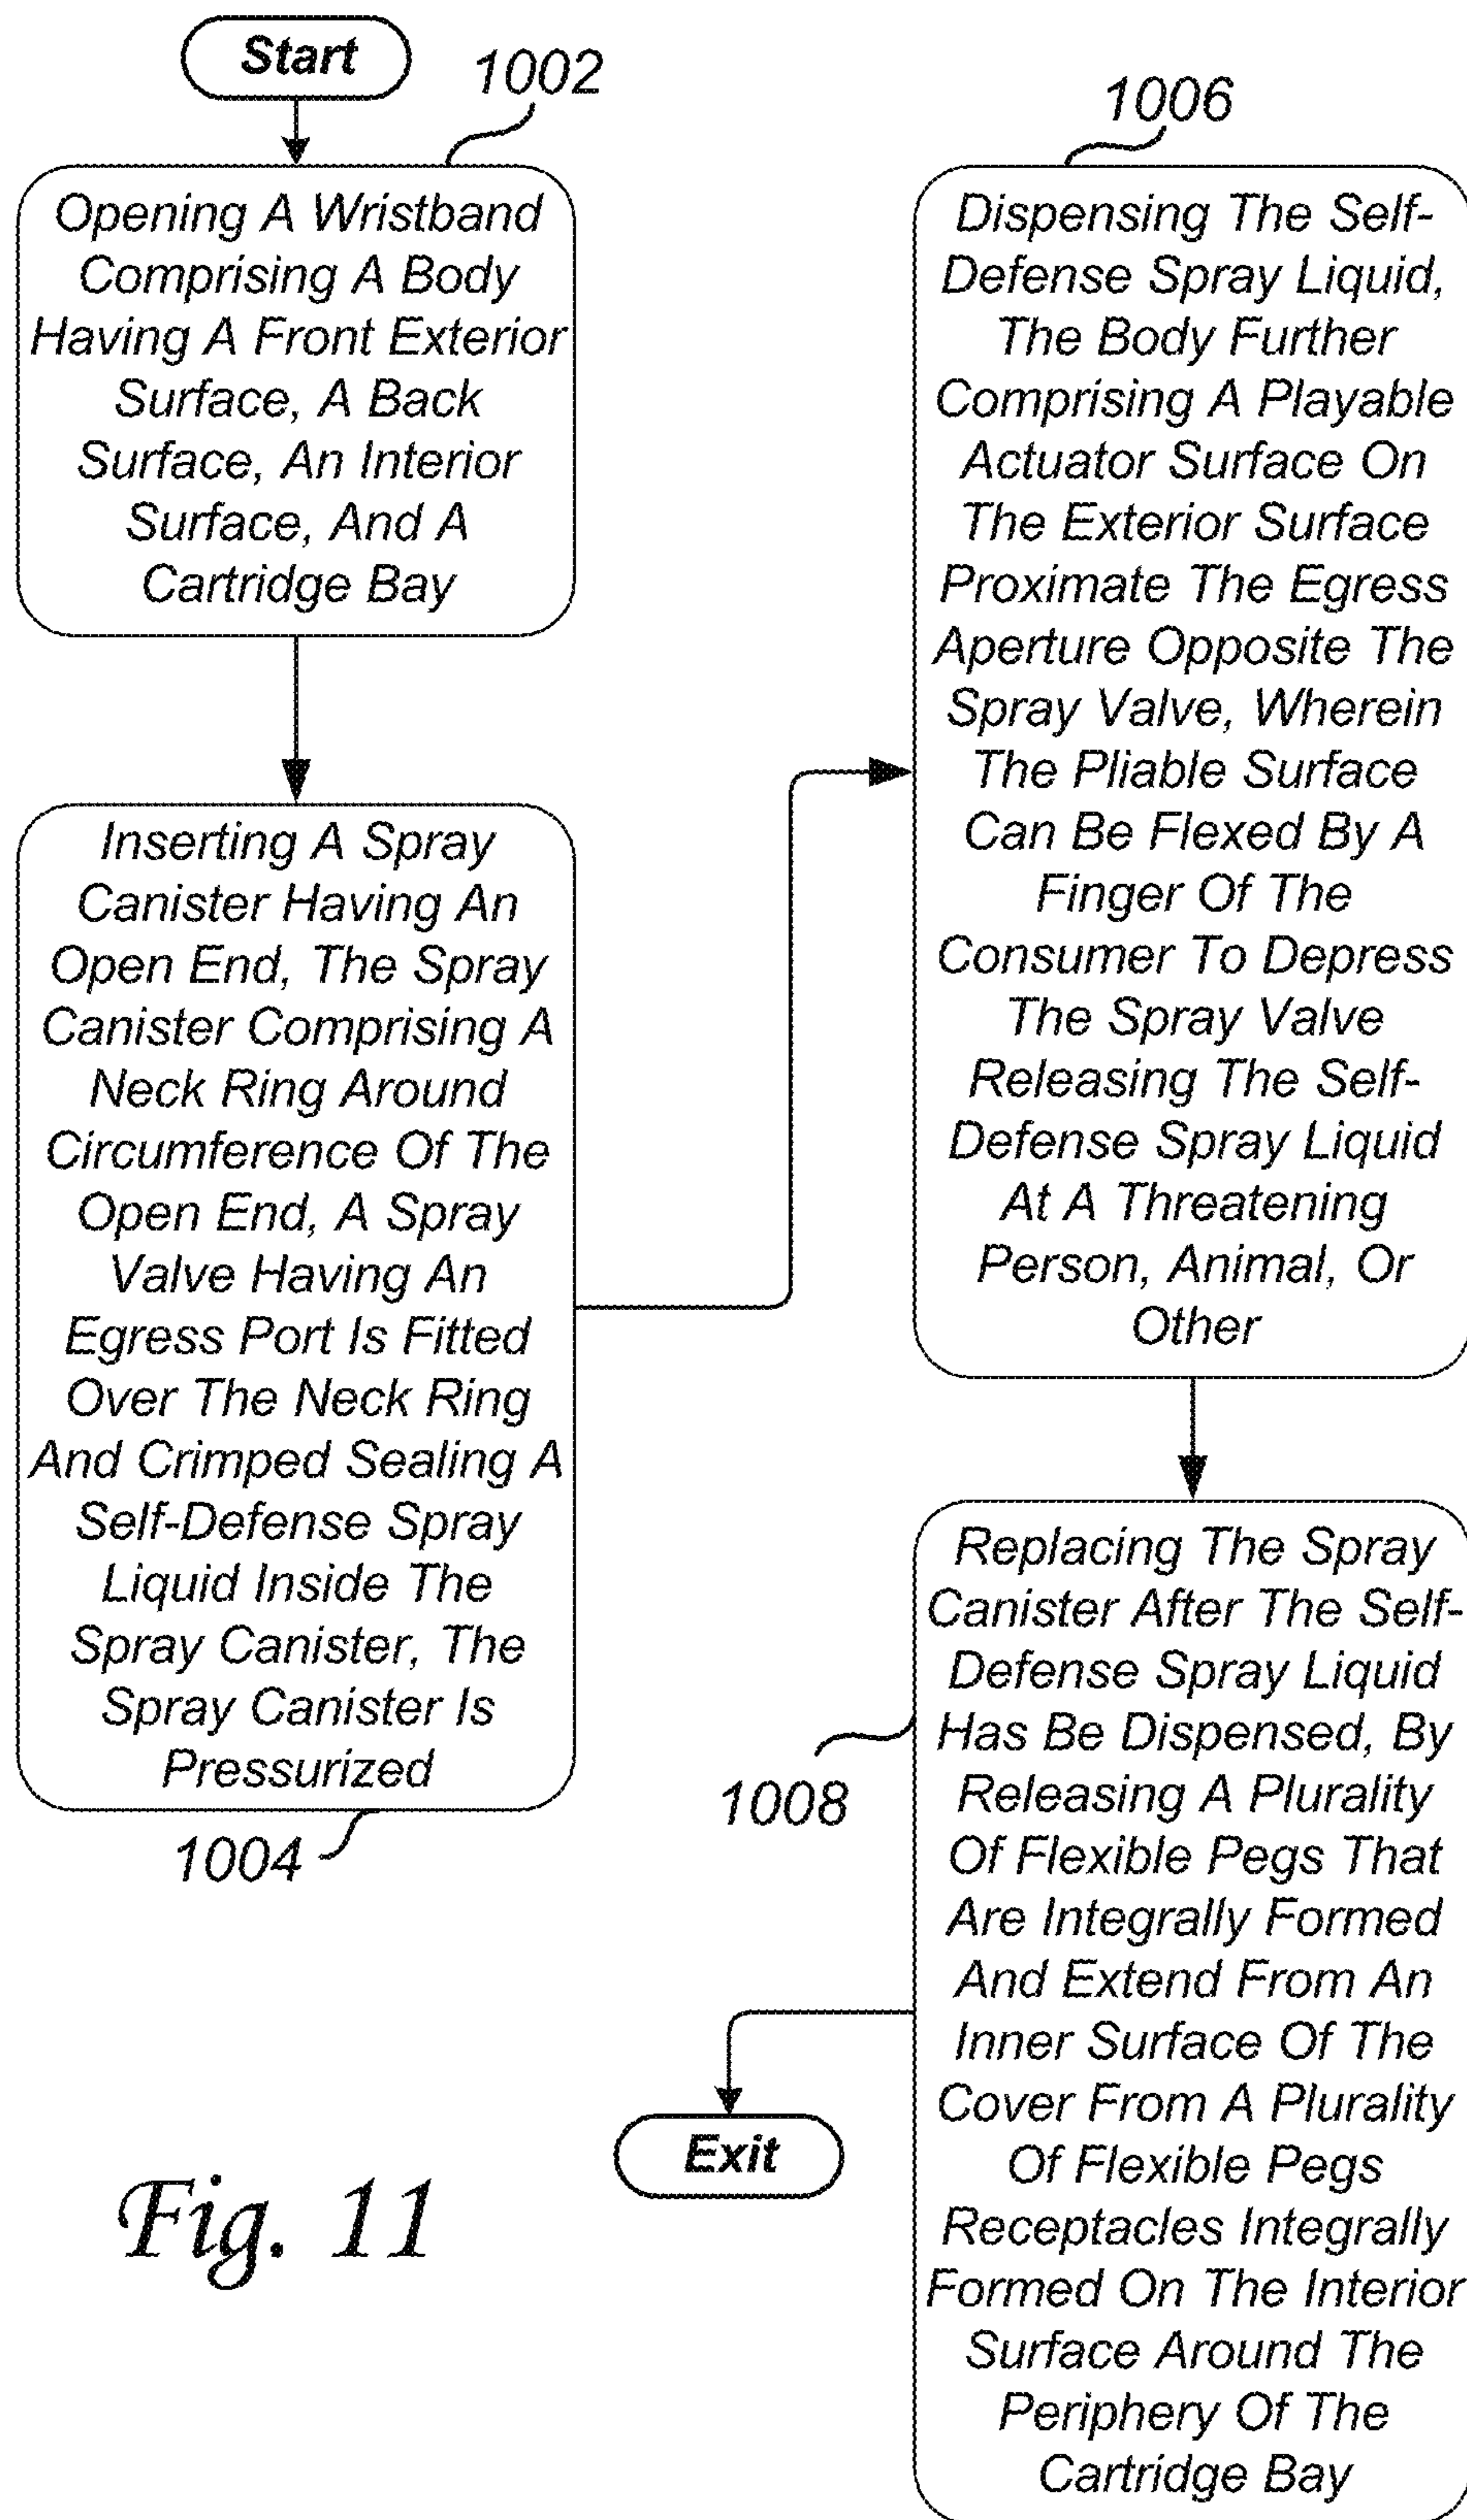 Start
1002
Opening A Wristband
Comprising A Body
Having A Front Exterior
Surface, A Back
Surface, An Interior
Surface, And A
Cartridge Bay
Inserting A Spray
Canister Having An
Open End, The Spray
Canister Comprising A
Neck Ring Around
Circumference Of The
Open End, A Spray
Valve Having An
Egress Port Is Fitted
Over The Neck Ring
And Crimped Sealing A
Self-Defense Spray
Liquid Inside The
Spray Canister, The
Spray Canister Is
Pressurized
1004
1006
Dispensing The Self-
Defense Spray Liquid,
The Body Further
Comprising A Playable
Actuator Surface On
The Exterior Surface
Proximate The Egress
Aperture Opposite The
Spray Valve, Wherein
The Pliable Surface
Can Be Flexed By A
Finger Of The
Consumer To Depress
The Spray Valve
Releasing The Self-
Defense Spray Liquid
At A Threatening
Person, Animal, Or
Other
Replacing The Spray
Canister After The Self-
Defense Spray Liquid
Has Be Dispensed, By
Releasing A Plurality
Of Flexible Pegs That
Are Integrally Formed
And Extend From An
Inner Surface Of The
Cover From A Plurality
Of Flexible Pegs
Receptacles Integrally
Formed On The Interior
Surface Around The
Periphery Of The
Cartridge Bay
1008
Exit
Fig. 11